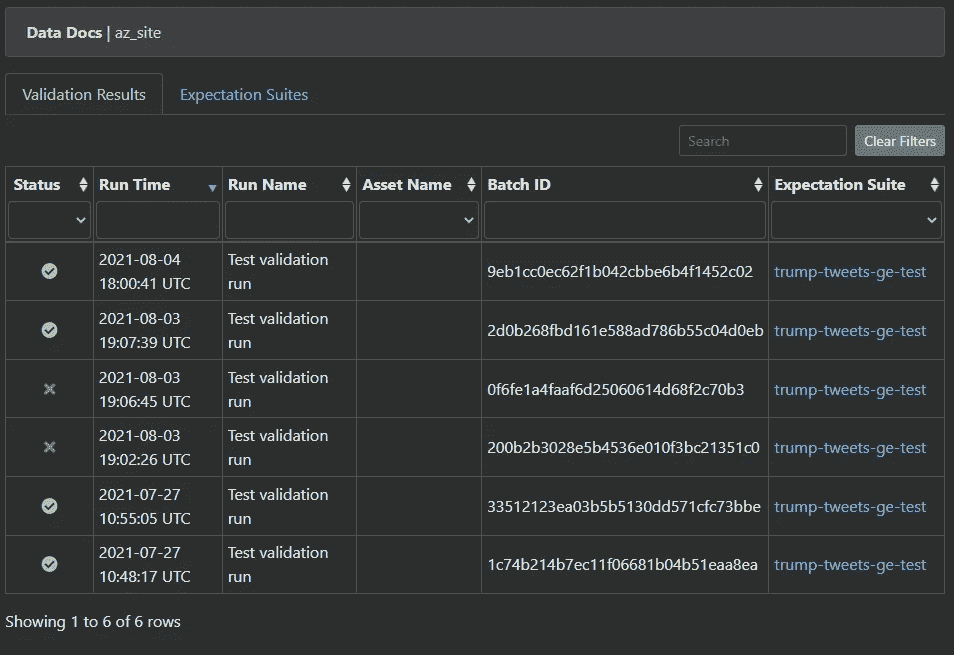 Data Docs | az_site
Validation Results Expectation Suites
Search Clear Filters
Status Run Time Run Name Asset Name Batch ID Expectation Suite
2021-08-04 Test validation
18:00:41 UTC run 9eb1cc0ec62f1b042cbbe6b4f1452c02 trump-tweets-ge-test
2021-08-03 Test validation
19:07:39 UTC run 2d0b268fbd161e588ad786b55c04d0eb trump-tweets-ge-test
2021-08-03 Test validation
19:06:45 UTC run 0f6fe1a4faaf6d25060614d68f2c70b3 trump-tweets-ge-test
2021-08-03 Test validation
19:02:26 UTC run 200b2b3028e5b4536e010f3bc21351c0 trump-tweets-ge-test
2021-07-27 Test validation
10:55:05 UTC run 33512123ea03b5b5130dd571cfc73bbe trump-tweets-ge-test
2021-07-27 Test validation
10:48:17 UTC run 1c74b214b7ec11f06681b04b51eaa8ea trump-tweets-ge-test
Showing 1 to 6 of 6 rows